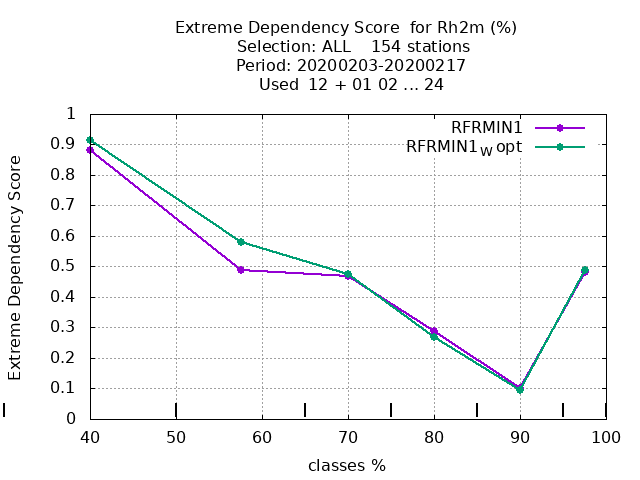 Extreme Dependency Score for Rh2m (%)
Selection: ALL 154 stations
Period: 20200203-20200217
Used 12 + 01 02 ... 24
RFRMIN1
RFRMIN1W opt
Extreme Dependency Score
1
0.9
0.8
0.7
0.6
0.5
0.4
0.3
0.2
0.1
0
40 50 60 70 80 90 100
classes %